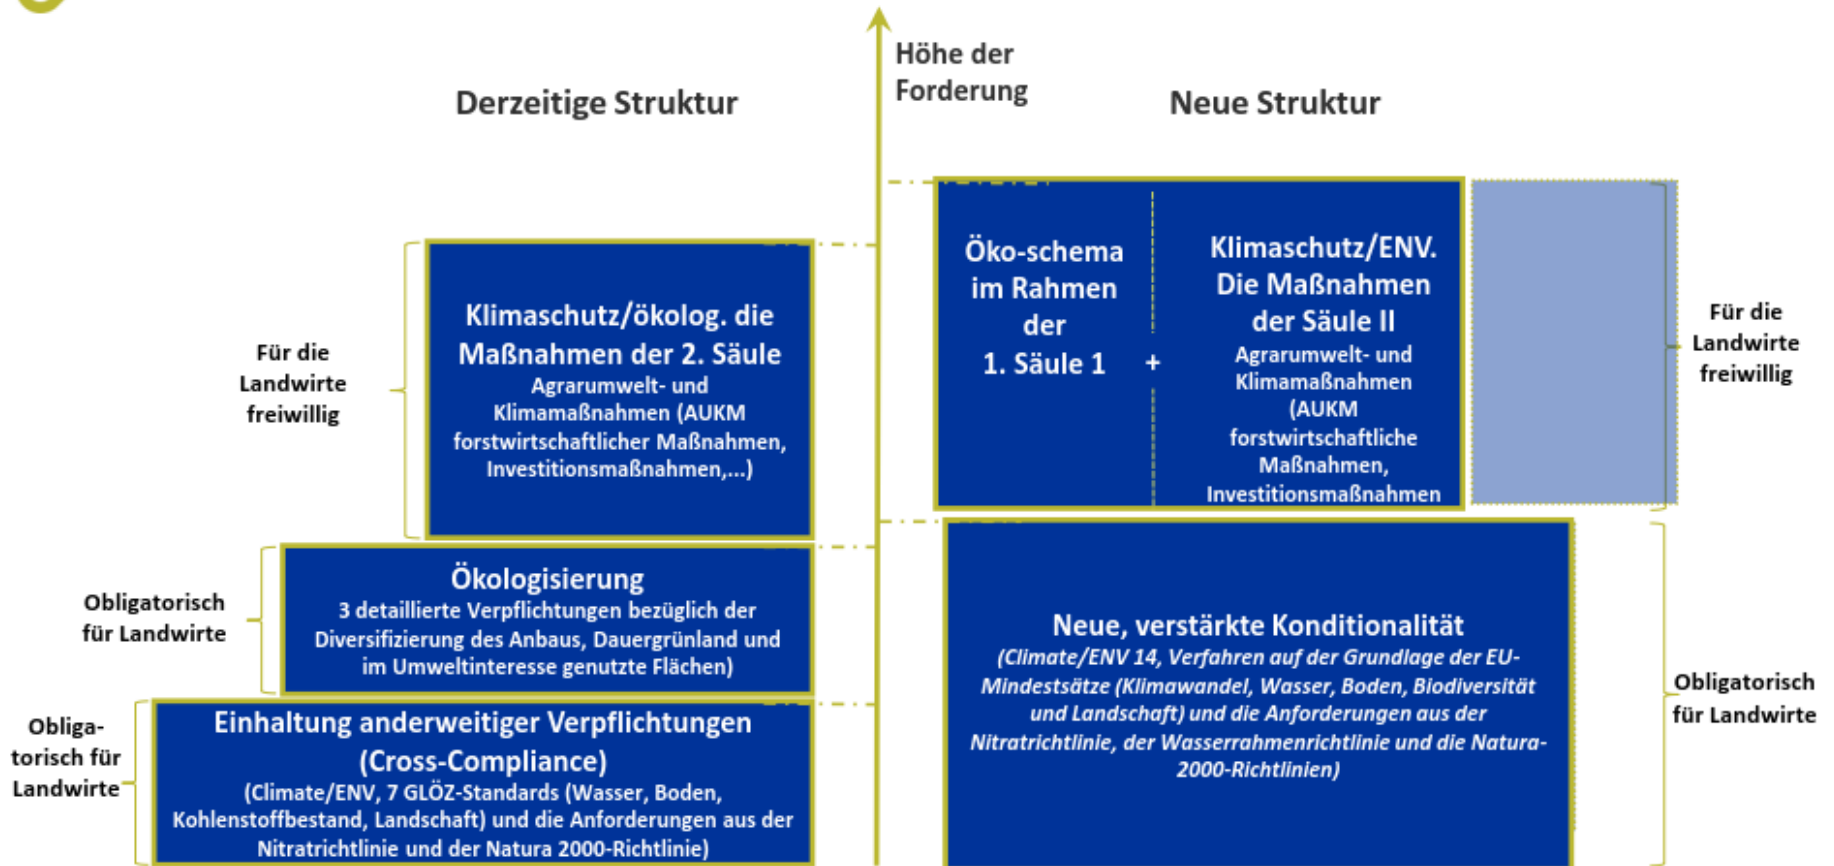 Höhe der
Forderung
Derzeitige Struktur
Neue Struktur
Für die
Landwirte
freiwillig
Klimaschutz/ökolog. die
Maßnahmen der 2. Säule
Agrarumwelt- und
Klimamaßnahmen (AUKM
forstwirtschaftlicher Maßnahmen,
Investitionsmaßnahmen,...)
Obligatorisch
für Landwirte
Ökologisierung
3 detaillierte Verpflichtungen bezüglich der
Diversifizierung des Anbaus, Dauergrünland und
im Umweltinteresse genutzte Flächen)
Obliga-
torisch für
Landwirte
Einhaltung anderweitiger Verpflichtungen
(Cross-Compliance)
(Climate/ENV, 7 GLÖZ-Standards (Wasser, Boden,
Kohlenstoffbestand, Landschaft) und die Anforderungen aus der
Nitratrichtlinie und der Natura 2000-Richtlinie)
Öko-schema
im Rahmen
der
1. Säule 1
+
Klimaschutz/ENV.
Die Maßnahmen
der Säule II
Agrarumwelt- und
Klimamaßnahmen
(AUKM
forstwirtschaftliche
Maßnahmen,
Investitionsmaßnahmen
Für die
Landwirte
freiwillig
Neue, verstärkte Konditionalität
(Climate/ENV 14, Verfahren auf der Grundlage der EU-
Mindestsätze (Klimawandel, Wasser, Boden, Biodiversität
und Landschaft) und die Anforderungen aus der
Nitratrichtlinie, der Wasserrahmenrichtlinie und die Natura-
2000-Richtlinien)
Obligatorisch
für Landwirte